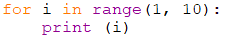 for i in range(1, 10):
    print (i)